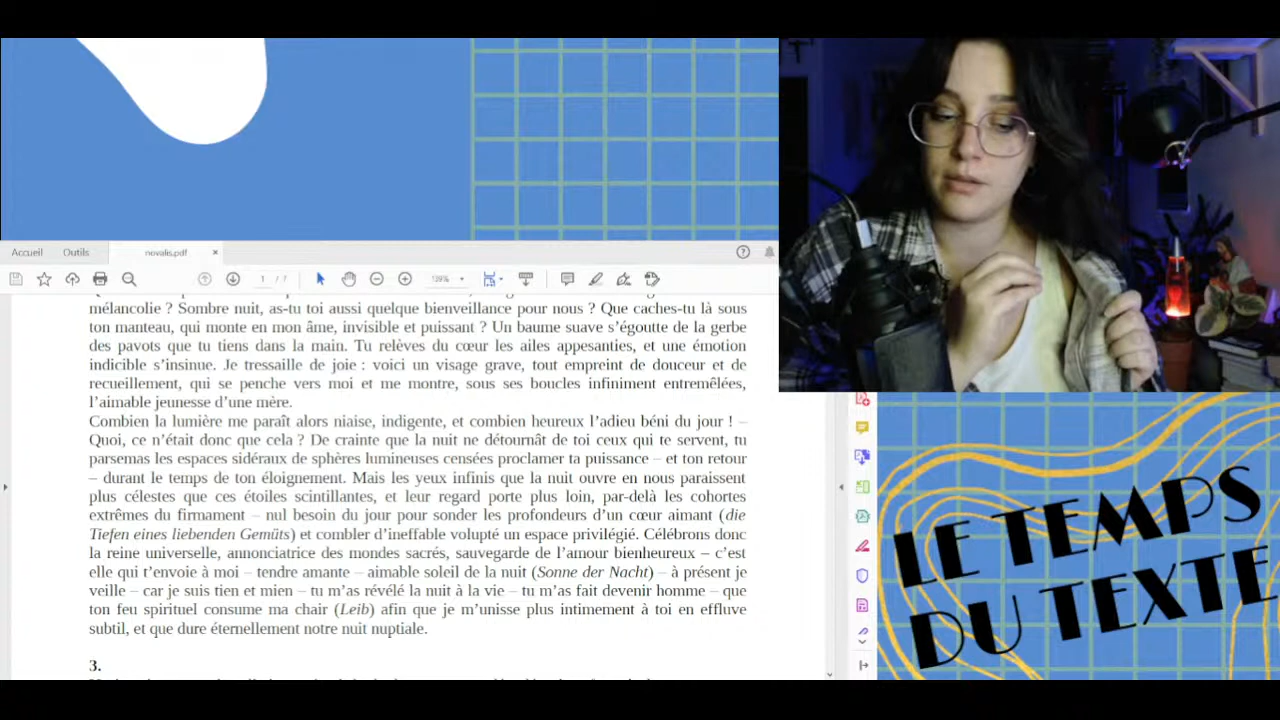 Accueil Outils novalis.pdf
1 / 7 129%
mélancolie ? Sombre nuit, as-tu toi aussi quelque bienveillance pour nous ? Que caches-tu là sous
ton manteau, qui monte en mon âme, invisible et puissant ? Un baume suave s’égoutte de la gerbe
des pavots que tu tiens dans la main. Tu relèves du cœur les ailes appesanties, et une émotion
indicible s’insinue. Je tressaille de joie : voici un visage grave, tout empreint de douceur et de
recueillement, qui se penche vers moi et me montre, sous ses boucles infiniment entremêlées,
l’aimable jeunesse d’une mère.
Combien la lumière me paraît alors niaise, indigente, et combien heureux l’adieu béni du jour ! –
Quoi, ce n’était donc que cela ? De crainte que la nuit ne détournât de toi ceux qui te servent, tu
parsemas les espaces sidéraux de sphères lumineuses censées proclamer ta puissance – et ton retour
– durant le temps de ton éloignement. Mais les yeux infinis que la nuit ouvre en nous paraissent
plus célestes que ces étoiles scintillantes, et leur regard porte plus loin, par-delà les cohortes
extrêmes du firmament – nul besoin du jour pour sonder les profondeurs d’un cœur aimant (die
Tiefen eines liebenden Gemüts) et combler d’ineffable volupté un espace privilégié. Célébrons donc
la reine universelle, annonciatrice des mondes sacrés, sauvegarde de l’amour bienheureux – c’est
elle qui t’envoie à moi – tendre amante – aimable soleil de la nuit (Sonne der Nacht) – à présent je
veille – car je suis tien et mien – tu m’as révélé la nuit à la vie – tu m’as fait devenir homme – que
ton feu spirituel consume ma chair (Leib) afin que je m’unisse plus intimement à toi en effluve
subtil, et que dure éternellement notre nuit nuptiale.
3.
LE TEMPS
DU TEXTE